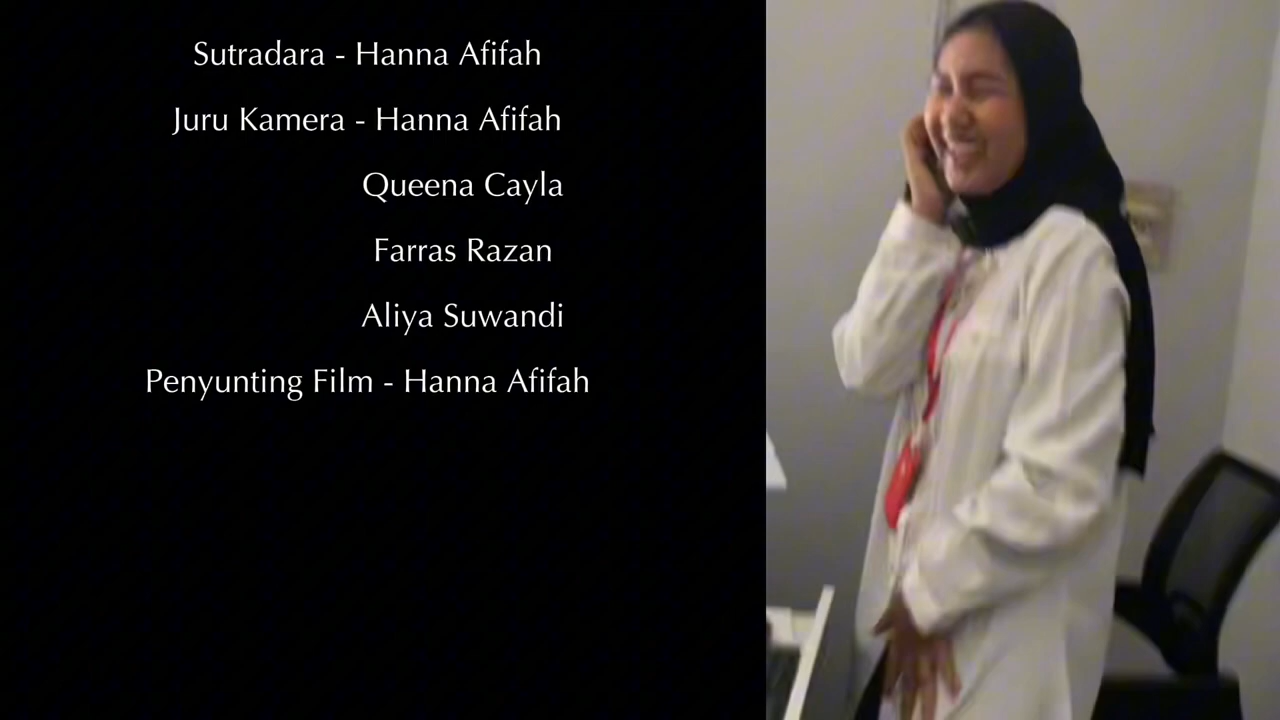 Sutradara - Hanna Afifah
Juru Kamera - Hanna Afifah
Queena Cayla
Farras Razan
Aliya Suwandi
Penyunting Film - Hanna Afifah